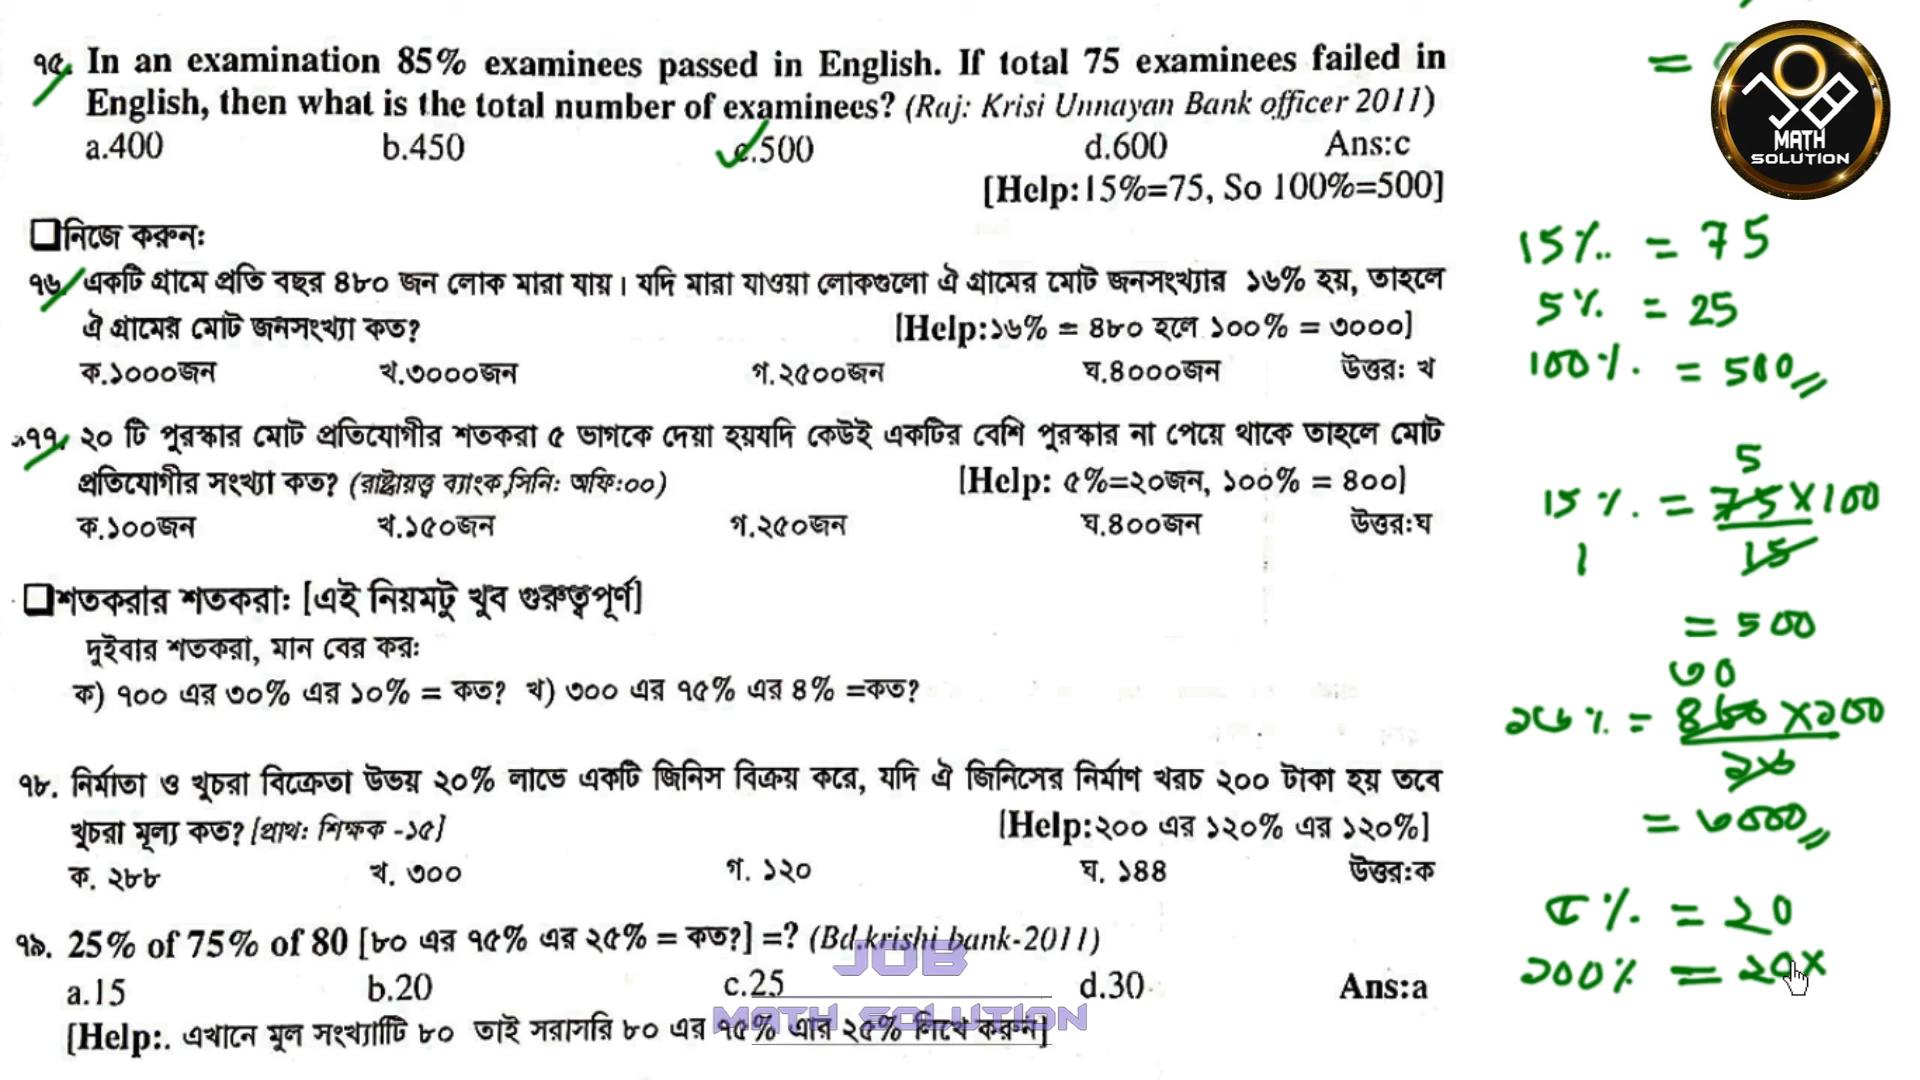 ৭৫. In an examination 85% examinees passed in English. If total 75 examinees failed in
English, then what is the total number of examinees? (Raj: Krisi Unnayan Bank officer 2011)
a.400 b.450 c.500 d.600 Ans:c
[Help:15%=75, So 100%=500]
নিজে করুন:
৭৬. একটি গ্রামে প্রতি বছর ৪৮০ জন লোক মারা যায়। যদি মারা যাওয়া লোকগুলো ঐ গ্রামের মোট জনসংখ্যার ১৬% হয়, তাহলে
ঐ গ্রামের মোট জনসংখ্যা কত? [Help:১৬% = ৪৮০ হলে ১০০% = ৩০০০]
ক.১০০০জন খ.৩০০০জন গ.২৫০০জন ঘ.৪০০০জন উত্তর: খ
৭৭. ২০ টি পুরস্কার মোট প্রতিযোগীর শতকরা ৫ ভাগকে দেয়া হয়যদি কেউই একটির বেশি পুরস্কার না পেয়ে থাকে তাহলে মোট
প্রতিযোগীর সংখ্যা কত? (রাষ্ট্রায়ত্ত্ব ব্যাংক,সিনি: অফি:০০) [Help: ৫%=২০জন, ১০০% = ৪০০]
ক.১০০জন খ.১৫০জন গ.২৫০জন ঘ.৪০০জন উত্তর:ঘ
শতকরার শতকরা: [এই নিয়মটু খুব গুরুত্বপূর্ণ]
দুইবার শতকরা, মান বের কর:
ক) ৭০০ এর ৩০% এর ১০% = কত? খ) ৩০০ এর ৭৫% এর ৪% =কত?
৭৮. নির্মাতা ও খুচরা বিক্রেতা উভয় ২০% লাভে একটি জিনিস বিক্রয় করে, যদি ঐ জিনিসের নির্মাণ খরচ ২০০ টাকা হয় তবে
খুচরা মূল্য কত? [প্রাথ: শিক্ষক -১৫] [Help:২০০ এর ১২০% এর ১২০%]
ক. ২৮৮ খ. ৩০০ গ. ১২০ ঘ. ১৪৪ উত্তর:ক
৭৯. 25% of 75% of 80 [৮০ এর ৭৫% এর ২৫% = কত?] =? (Bd.krishi bank-2011)
a.15 b.20 c.25 d.30 Ans:a
[Help:. এখানে মূল সংখ্যাটি ৮০ তাই সরাসরি ৮০ এর ৭৫% এার ২৫% লিখে করুন]
JOB
MATH SOLUTION
JOB
MATH
SOLUTION
15% = 75
5% = 25
100% = 500
5
15% = 75×100
1 15
= 500
৩০
১৬% = ৪৮০×১০০
১৬
= ৩০০০
৫% = ২০
১০০% = ২০×